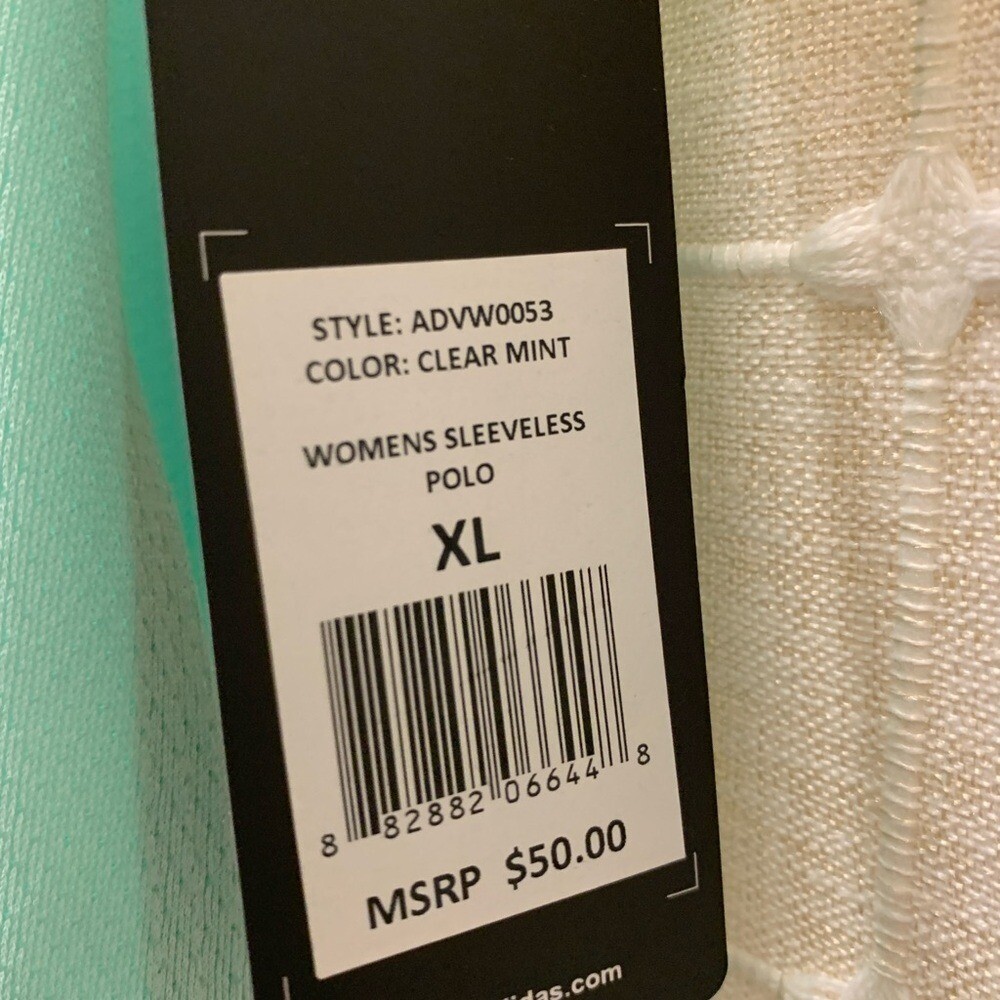 STYLE: ADVW0053
COLOR: CLEAR MINT
WOMENS SLEEVELESS
POLO
XL
8 82882 06644 8
MSRP $50.00